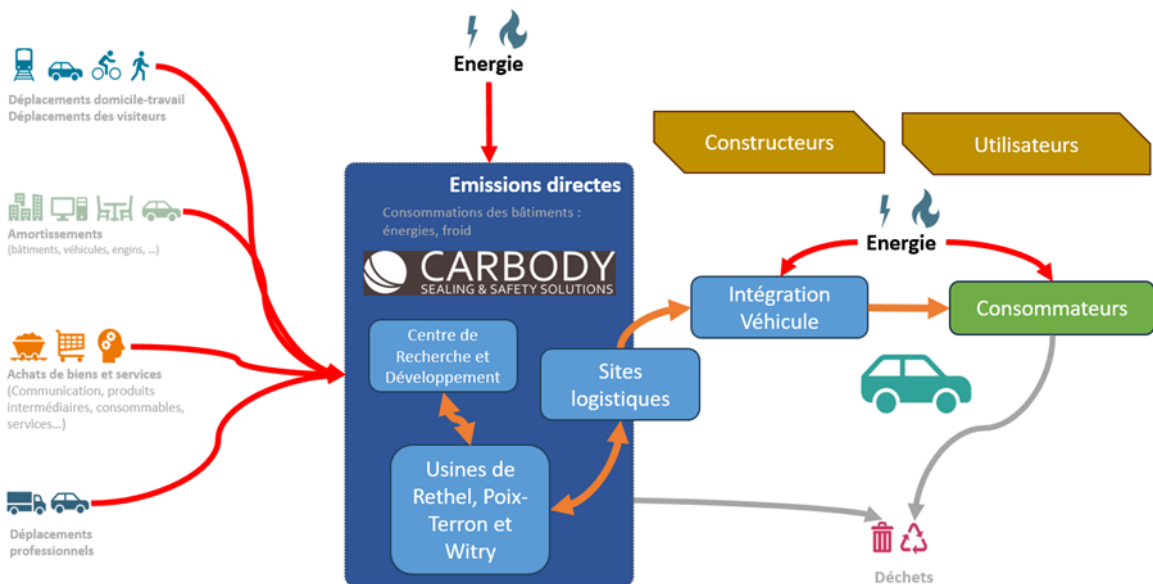 Energie
Déplacements domicile-travail
Déplacements des visiteurs
Amortissements
(bâtiments, véhicules, engins, ...)
Achats de biens et services
(Communication, produits
intermédiaires, consommables,
services...)
Déplacements
professionnels
Emissions directes
Consommations des bâtiments :
énergies, froid
CARBODY
SEALING & SAFETY SOLUTIONS
Centre de
Recherche et
Développement
Usines de
Rethel, Poix-
Terron et
Witry
Sites
logistiques
Constructeurs
Utilisateurs
Energie
Intégration
Véhicule
Consommateurs
Déchets